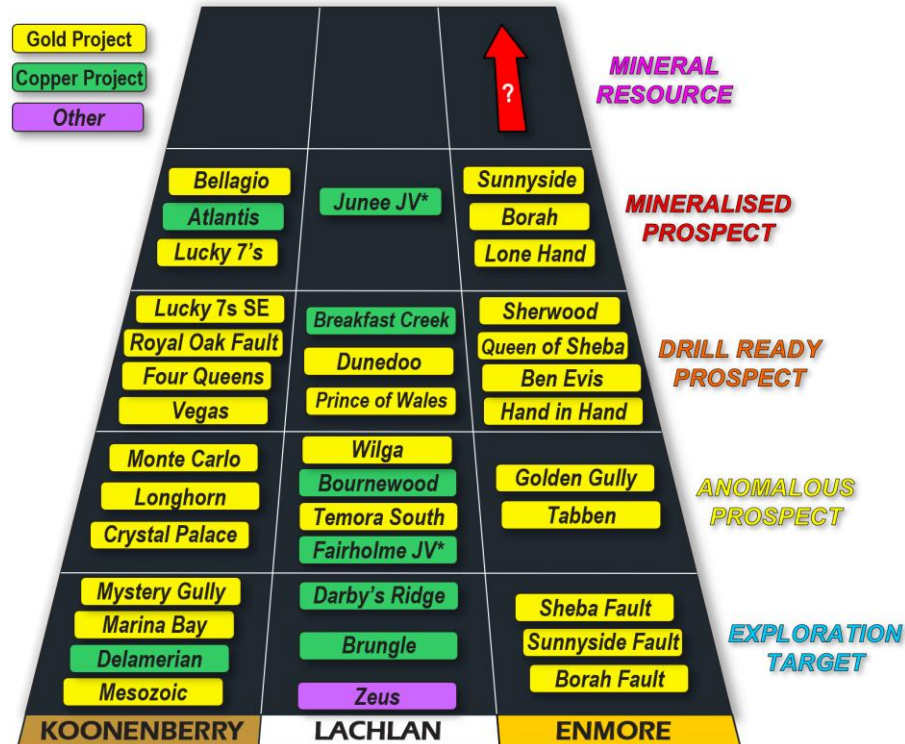 Gold Project
Copper Project
Other
?
MINERAL
RESOURCE
Bellagio
Atlantis
Lucky 7's
Junee JV*
Sunnyside
Borah
Lone Hand
MINERALISED
PROSPECT
Lucky 7s SE
Royal Oak Fault
Four Queens
Vegas
Breakfast Creek
Dunedoo
Prince of Wales
Sherwood
Queen of Sheba
Ben Evis
Hand in Hand
DRILL READY
PROSPECT
Monte Carlo
Longhorn
Crystal Palace
Wilga
Bournewood
Temora South
Fairholme JV*
Golden Gully
Tabben
ANOMALOUS
PROSPECT
Mystery Gully
Marina Bay
Delamerian
Mesozoic
Darby's Ridge
Brungle
Zeus
Sheba Fault
Sunnyside Fault
Borah Fault
EXPLORATION
TARGET
KOONENBERRY
LACHLAN
ENMORE